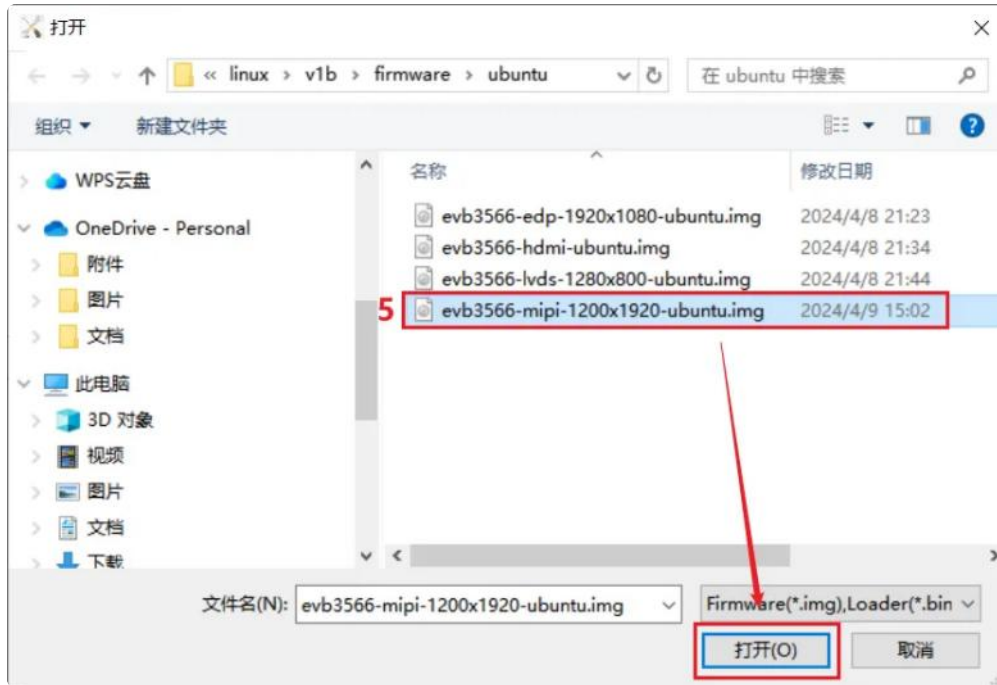 打开
« linux › v1b › firmware › ubuntu
在 ubuntu 中搜索
组织
新建文件夹
WPS云盘
OneDrive - Personal
附件
图片
文档
此电脑
3D 对象
视频
图片
文档
下载
名称 修改日期
evb3566-edp-1920x1080-ubuntu.img 2024/4/8 21:23
evb3566-hdmi-ubuntu.img 2024/4/8 21:34
evb3566-lvds-1280x800-ubuntu.img 2024/4/8 21:44
5 evb3566-mipi-1200x1920-ubuntu.img 2024/4/9 15:02
文件名(N): evb3566-mipi-1200x1920-ubuntu.img
Firmware(*.img),Loader(*.bin
打开(O) 取消